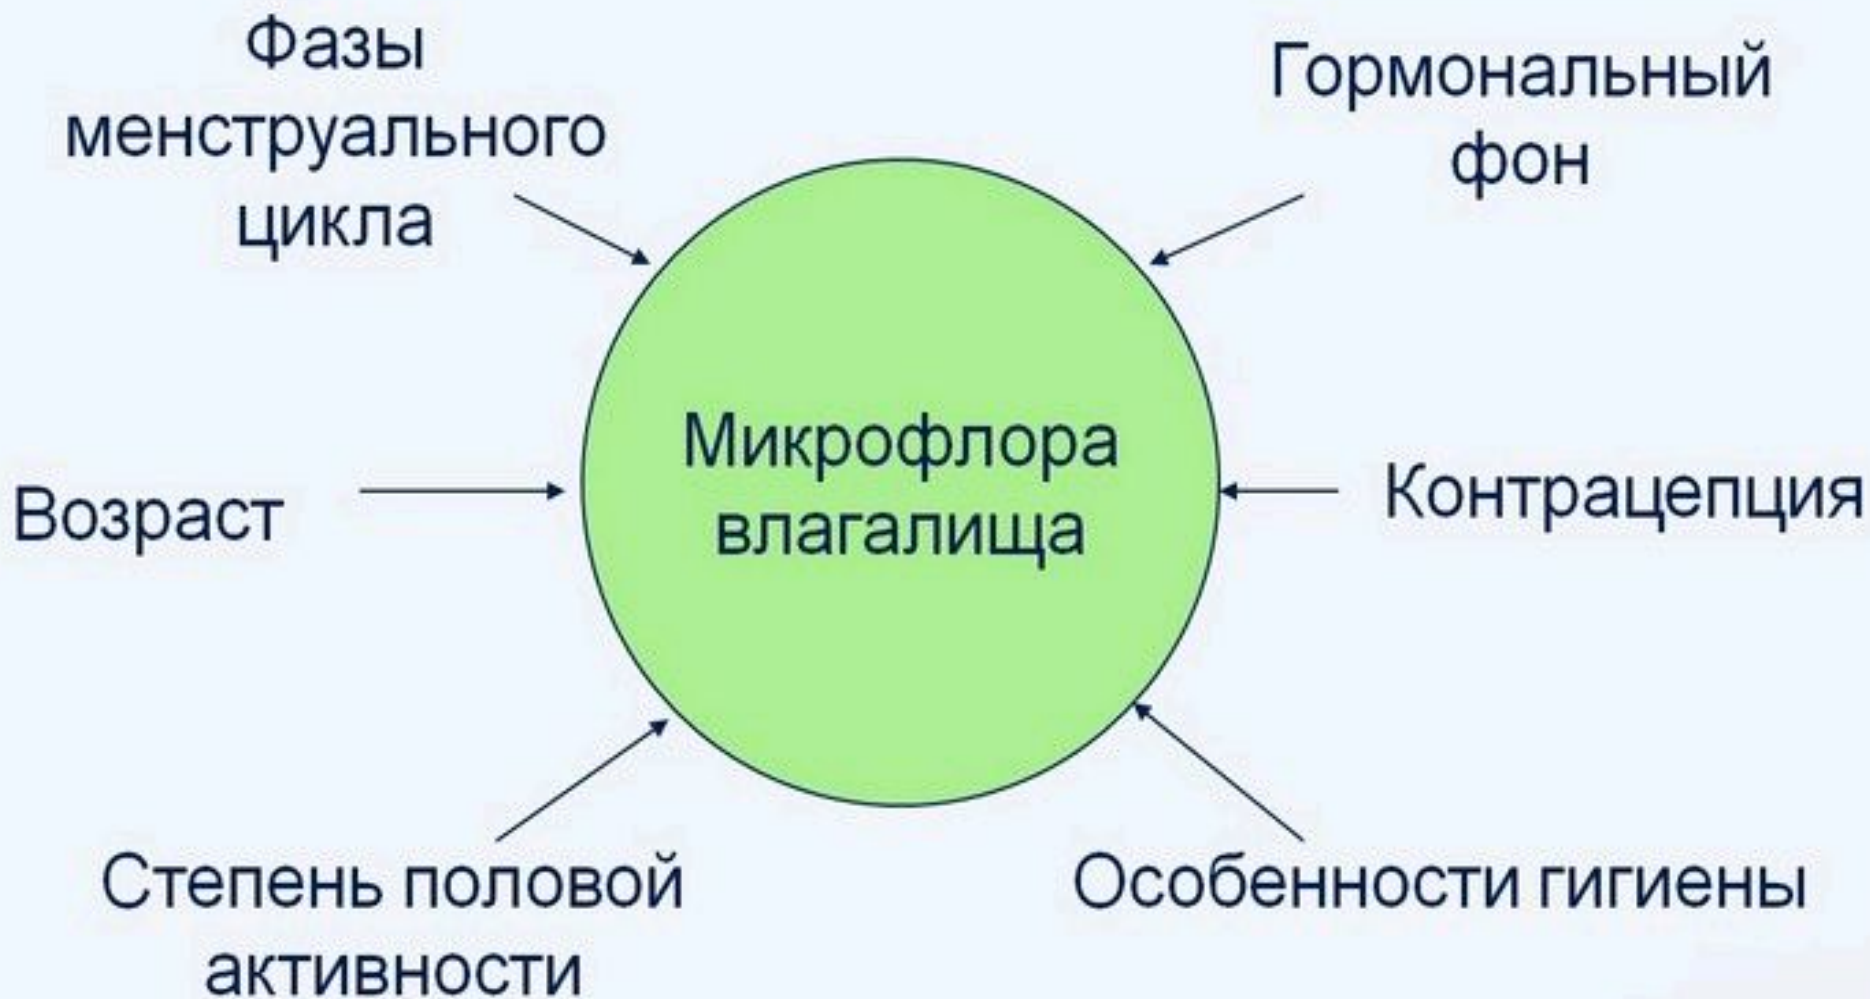 Фазы
менструального
цикла
Гормональный
фон
Микрофлора
влагалища
Возраст
Контрацепция
Степень половой
активности
Особенности гигиены